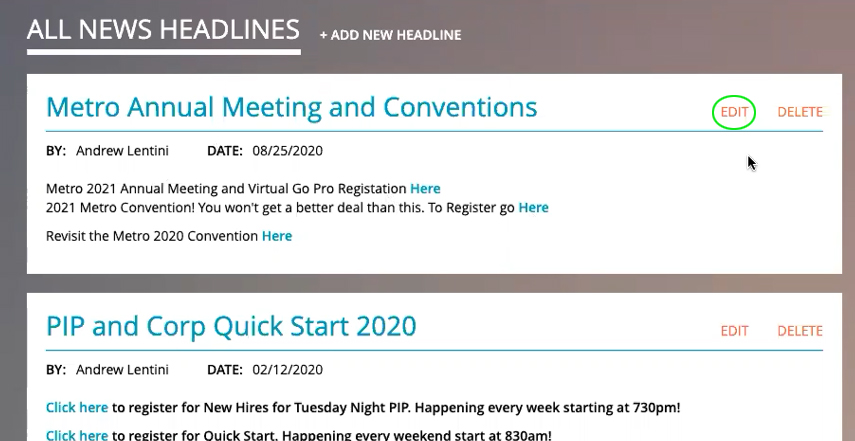 ALL NEWS HEADLINES + ADD NEW HEADLINE
Metro Annual Meeting and Conventions EDIT DELETE
BY: Andrew Lentini DATE: 08/25/2020
Metro 2021 Annual Meeting and Virtual Go Pro Registation Here
2021 Metro Convention! You won't get a better deal than this. To Register go Here
Revisit the Metro 2020 Convention Here
PIP and Corp Quick Start 2020 EDIT DELETE
BY: Andrew Lentini DATE: 02/12/2020
Click here to register for New Hires for Tuesday Night PIP. Happening every week starting at 730pm!
Click here to register for Quick Start. Happening every weekend start at 830am!